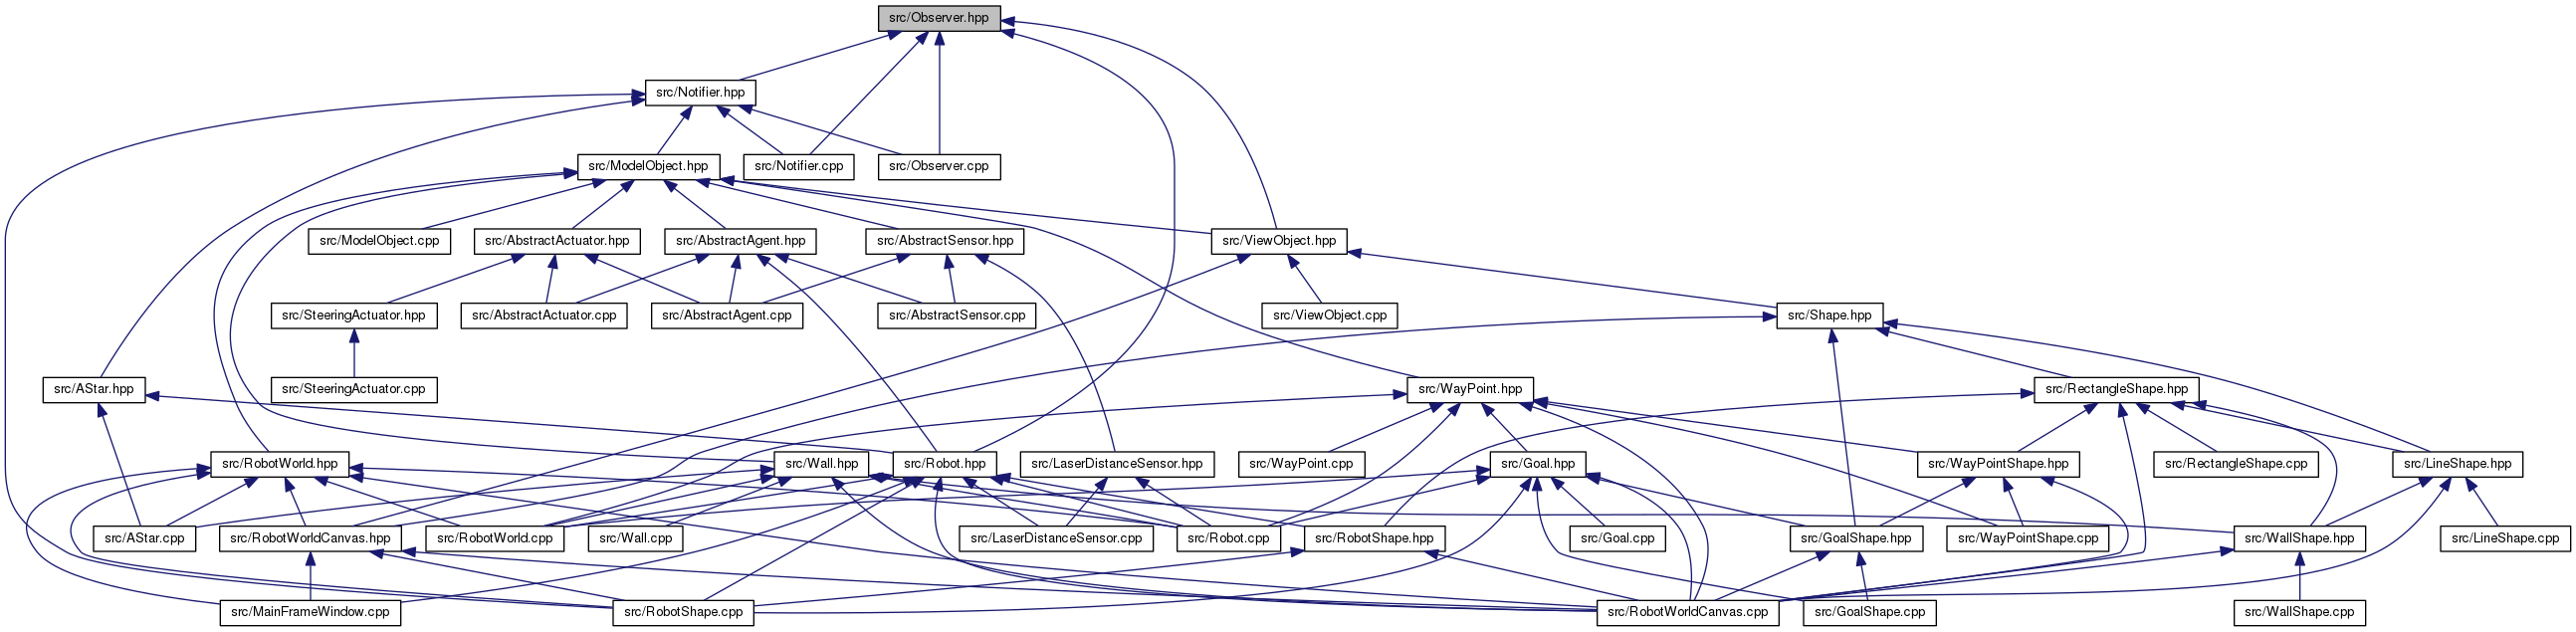 src/Observer.hpp
src/Notifier.hpp
src/ModelObject.hpp
src/Notifier.cpp
src/Observer.cpp
src/ModelObject.cpp
src/AbstractActuator.hpp
src/AbstractAgent.hpp
src/AbstractSensor.hpp
src/ViewObject.hpp
src/SteeringActuator.hpp
src/AbstractActuator.cpp
src/AbstractAgent.cpp
src/AbstractSensor.cpp
src/ViewObject.cpp
src/Shape.hpp
src/AStar.hpp
src/SteeringActuator.cpp
src/WayPoint.hpp
src/RectangleShape.hpp
src/RobotWorld.hpp
src/Wall.hpp
src/Robot.hpp
src/LaserDistanceSensor.hpp
src/WayPoint.cpp
src/Goal.hpp
src/WayPointShape.hpp
src/RectangleShape.cpp
src/LineShape.hpp
src/AStar.cpp
src/RobotWorldCanvas.hpp
src/RobotWorld.cpp
src/Wall.cpp
src/LaserDistanceSensor.cpp
src/Robot.cpp
src/RobotShape.hpp
src/Goal.cpp
src/GoalShape.hpp
src/WayPointShape.cpp
src/WallShape.hpp
src/LineShape.cpp
src/MainFrameWindow.cpp
src/RobotShape.cpp
src/RobotWorldCanvas.cpp
src/GoalShape.cpp
src/WallShape.cpp